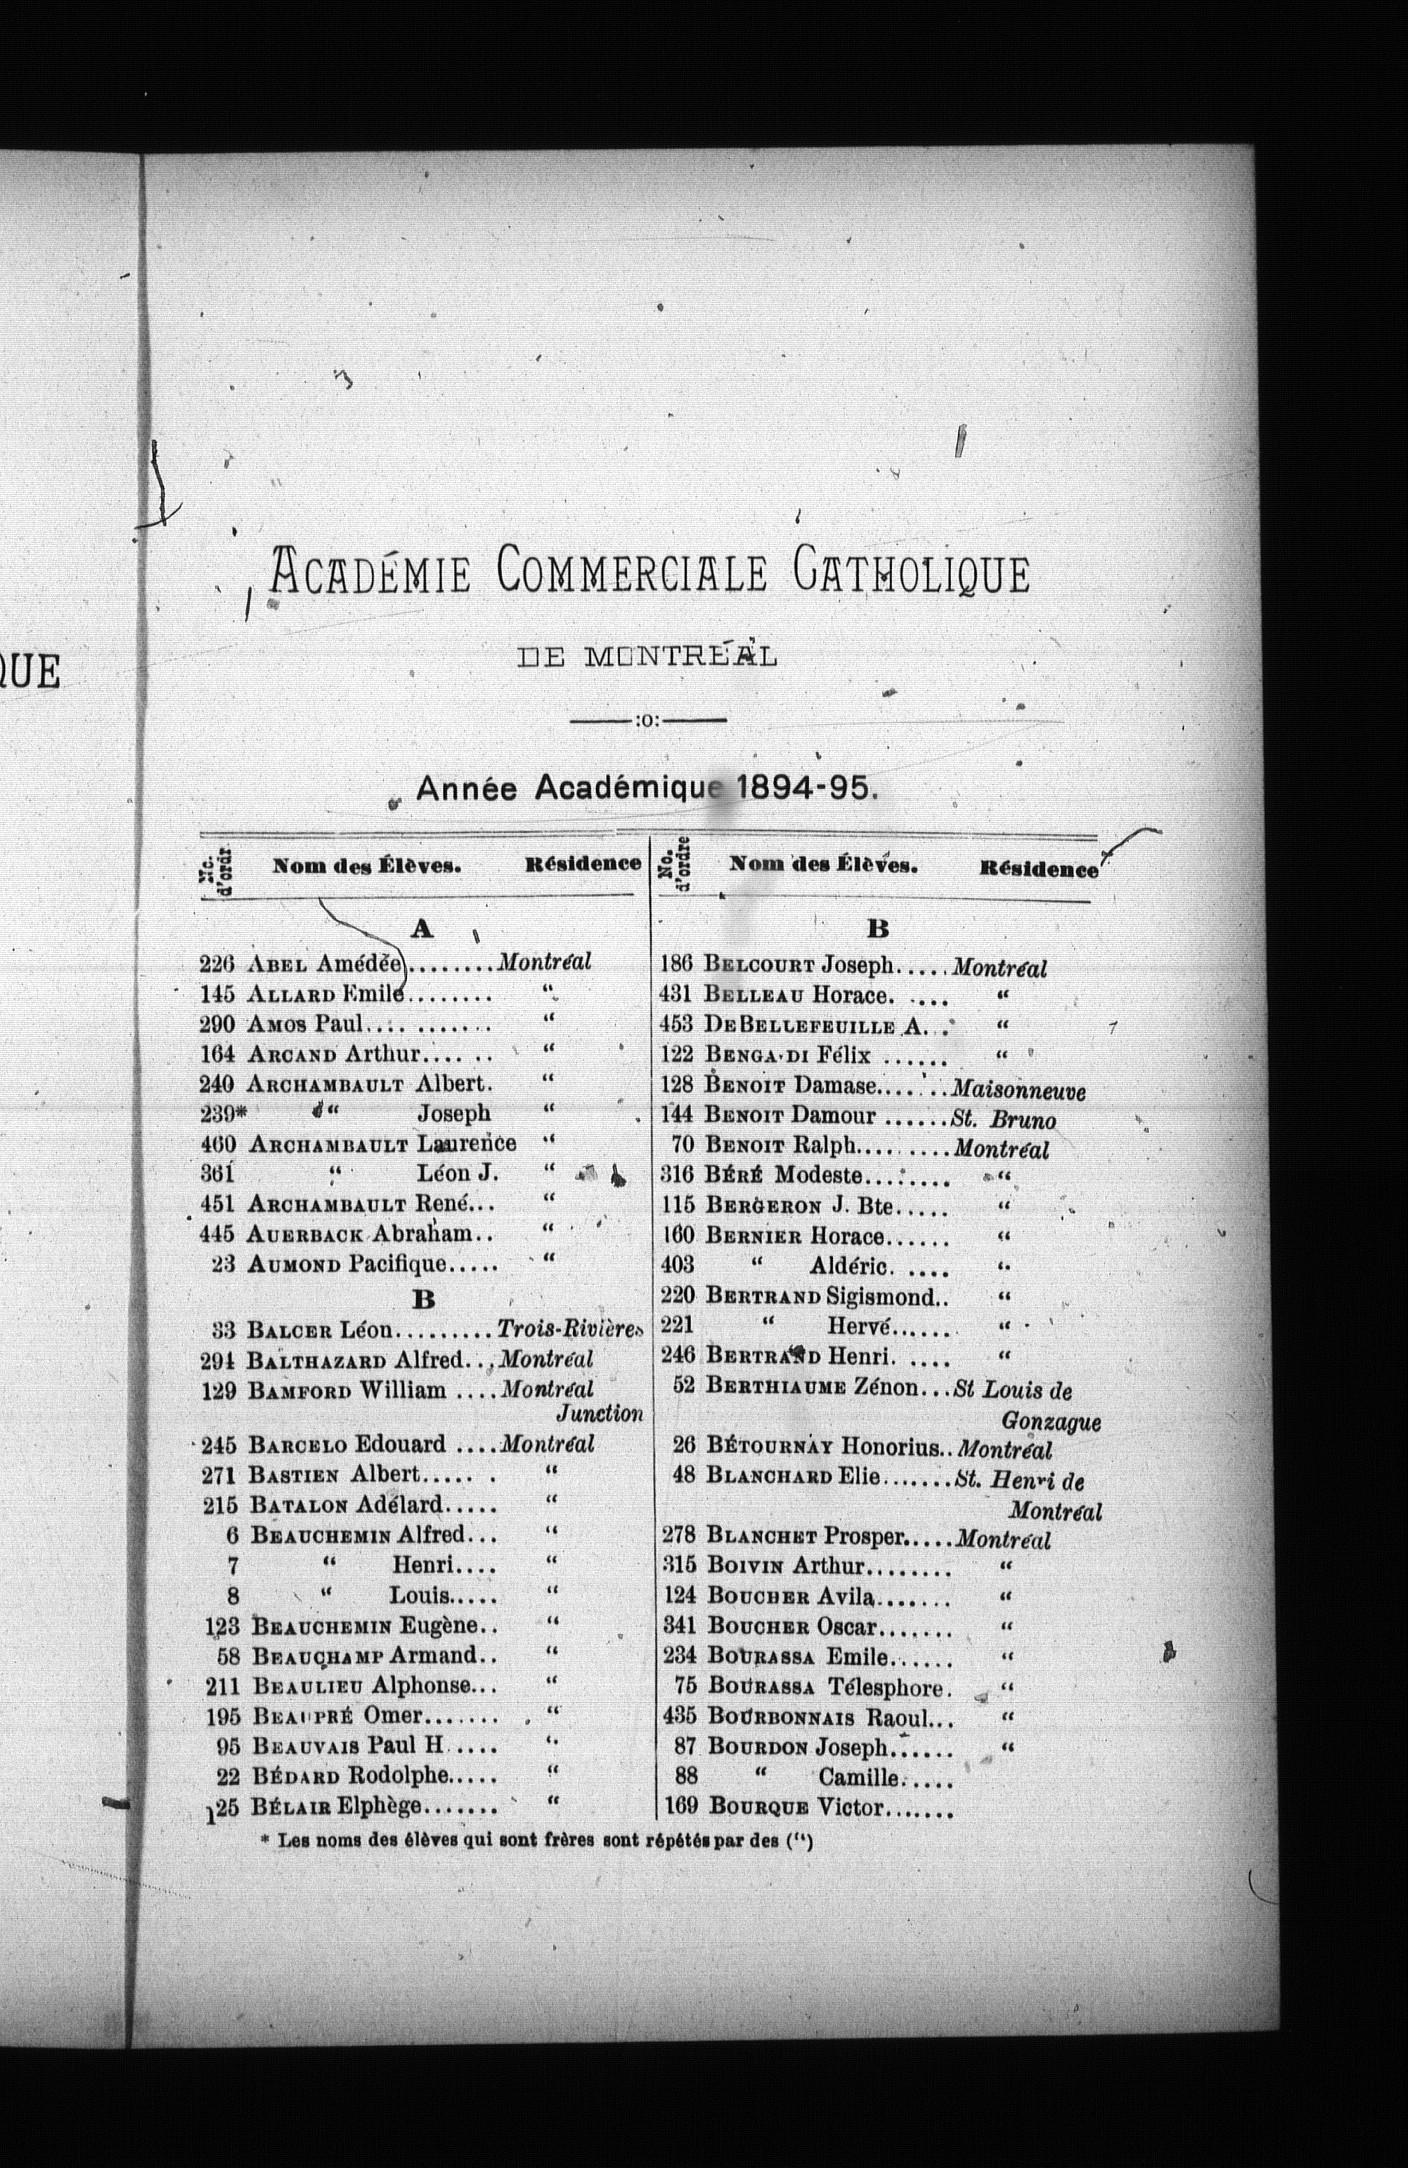 QUE
ACADÉMIE COMMERCIALE CATHOLIQUE
DE MONTRÉAL
:o:
Année Académique 1894-95.
No. d'ordr Nom des Élèves. Résidence
A
226 ABEL Amédée........Montréal
145 ALLARD Emile........ “
290 AMOS Paul.... ....... “
164 ARCAND Arthur.... .. “
240 ARCHAMBAULT Albert. “
239* “ Joseph “
460 ARCHAMBAULT Laurence “
361 “ Léon J. “
451 ARCHAMBAULT René... “
445 AUERBACK Abraham.. “
23 AUMOND Pacifique..... “
B
33 BALCER Léon.........Trois-Rivières
294 BALTHAZARD Alfred...Montréal
129 BAMFORD William ....Montréal
Junction
245 BARCELO Edouard ....Montréal
271 BASTIEN Albert..... . “
215 BATALON Adélard..... “
6 BEAUCHEMIN Alfred... “
7 “ Henri.... “
8 “ Louis..... “
123 BEAUCHEMIN Eugène.. “
58 BEAUCHAMP Armand.. “
211 BEAULIEU Alphonse... “
195 BEAUPRÉ Omer....... “
95 BEAUVAIS Paul H ..... “
22 BÉDARD Rodolphe..... “
125 BÉLAIR Elphège....... “
No. d'ordre Nom des Élèves. Résidence
B
186 BELCOURT Joseph.....Montréal
431 BELLEAU Horace. .... “
453 DEBELLEFEUILLE A. .. “
122 BENGA DI Félix ...... “
128 BENOIT Damase.... ..Maisonneuve
144 BENOIT Damour ......St. Bruno
70 BENOIT Ralph.........Montréal
316 BÉRÉ Modeste........ “
115 BERGERON J. Bte..... “
160 BERNIER Horace...... “
403 “ Aldéric. .... “
220 BERTRAND Sigismond.. “
221 “ Hervé...... “
246 BERTRAND Henri. .... “
52 BERTHIAUME Zénon...St Louis de
Gonzague
26 BÉTOURNAY Honorius..Montréal
48 BLANCHARD Elie.......St. Henri de
Montréal
278 BLANCHET Prosper.....Montréal
315 BOIVIN Arthur........ “
124 BOUCHER Avila....... “
341 BOUCHER Oscar....... “
234 BOURASSA Emile...... “
75 BOURASSA Télesphore. “
435 BOURBONNAIS Raoul... “
87 BOURDON Joseph...... “
88 “ Camille.....
169 BOURQUE Victor.......
* Les noms des élèves qui sont frères sont répétés par des (“)